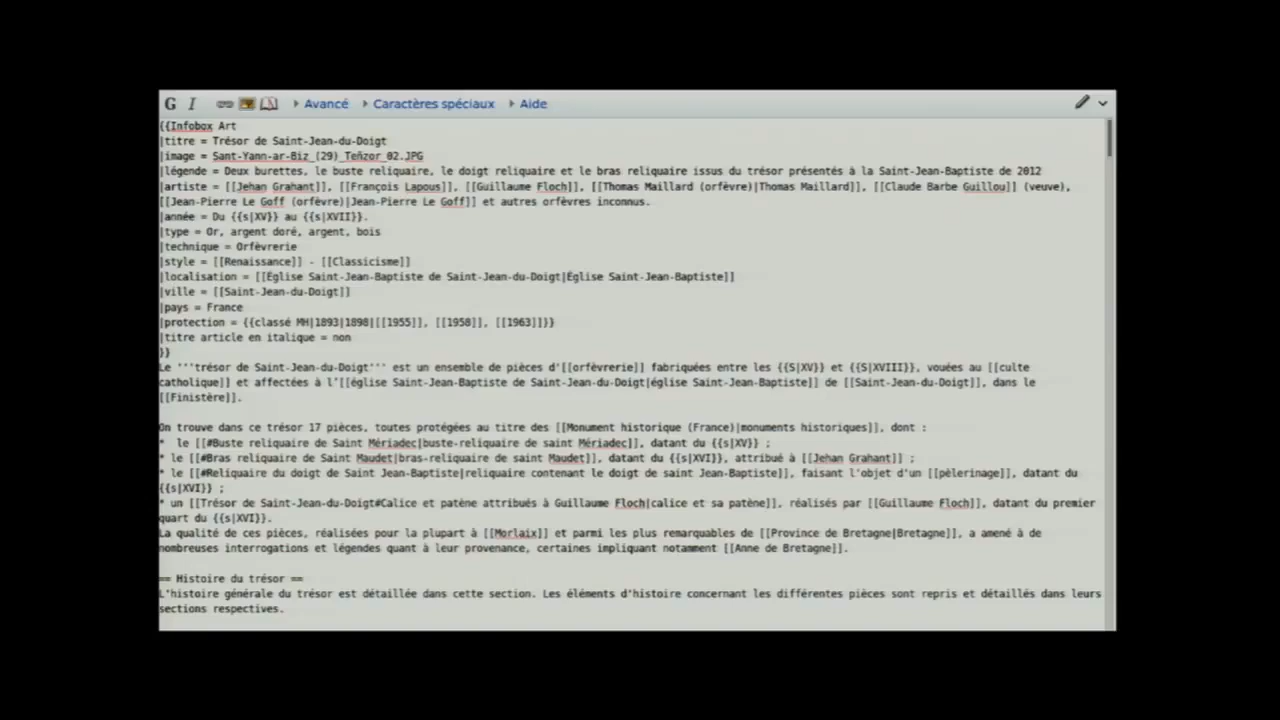 G I Avancé Caractères spéciaux Aide
{{Infobox Art
|titre = Trésor de Saint-Jean-du-Doigt
|image = Sant-Yann-ar-Biz_(29)_Teñzor_02.JPG
|légende = Deux burettes, le buste reliquaire, le doigt reliquaire et le bras reliquaire issus du trésor présentés à la Saint-Jean-Baptiste de 2012
|artiste = [[Jehan Grahant]], [[François Lapous]], [[Guillaume Floch]], [[Thomas Maillard (orfèvre)|Thomas Maillard]], [[Claude Barbe Guillou]] (veuve),
[[Jean-Pierre Le Goff (orfèvre)|Jean-Pierre Le Goff]] et autres orfèvres inconnus.
|année = Du {{s|XV}} au {{s|XVII}}.
|type = Or, argent doré, argent, bois
|technique = Orfèvrerie
|style = [[Renaissance]] - [[Classicisme]]
|localisation = [[Église Saint-Jean-Baptiste de Saint-Jean-du-Doigt|Église Saint-Jean-Baptiste]]
|ville = [[Saint-Jean-du-Doigt]]
|pays = France
|protection = {{classé MH|1893|1898|[[1955]], [[1958]], [[1963]]}}
|titre article en italique = non
}}
Le '''trésor de Saint-Jean-du-Doigt''' est un ensemble de pièces d'[[orfèvrerie]] fabriquées entre les {{S|XV}} et {{S|XVIII}}, vouées au [[culte
catholique]] et affectées à l'[[église Saint-Jean-Baptiste de Saint-Jean-du-Doigt|église Saint-Jean-Baptiste]] de [[Saint-Jean-du-Doigt]], dans le
[[Finistère]].
On trouve dans ce trésor 17 pièces, toutes protégées au titre des [[Monument historique (France)|monuments historiques]], dont :
*  le [[#Buste reliquaire de Saint Mériadec|buste-reliquaire de saint Mériadec]], datant du {{s|XV}} ;
* le [[#Bras reliquaire de Saint Maudet|bras-reliquaire de saint Maudet]], datant du {{s|XVI}}, attribué à [[Jehan Grahant]] ;
* le [[#Reliquaire du doigt de Saint Jean-Baptiste|reliquaire contenant le doigt de saint Jean-Baptiste]], faisant l'objet d'un [[pèlerinage]], datant du
{{s|XVI}} ;
* un [[Trésor de Saint-Jean-du-Doigt#Calice et patène attribués à Guillaume Floch|calice et sa patène]], réalisés par [[Guillaume Floch]], datant du premier
quart du {{s|XVI}}.
La qualité de ces pièces, réalisées pour la plupart à [[Morlaix]] et parmi les plus remarquables de [[Province de Bretagne|Bretagne]], a amené à de
nombreuses interrogations et légendes quant à leur provenance, certaines impliquant notamment [[Anne de Bretagne]].
== Histoire du trésor ==
L'histoire générale du trésor est détaillée dans cette section. Les éléments d'histoire concernant les différentes pièces sont repris et détaillés dans leurs
sections respectives.